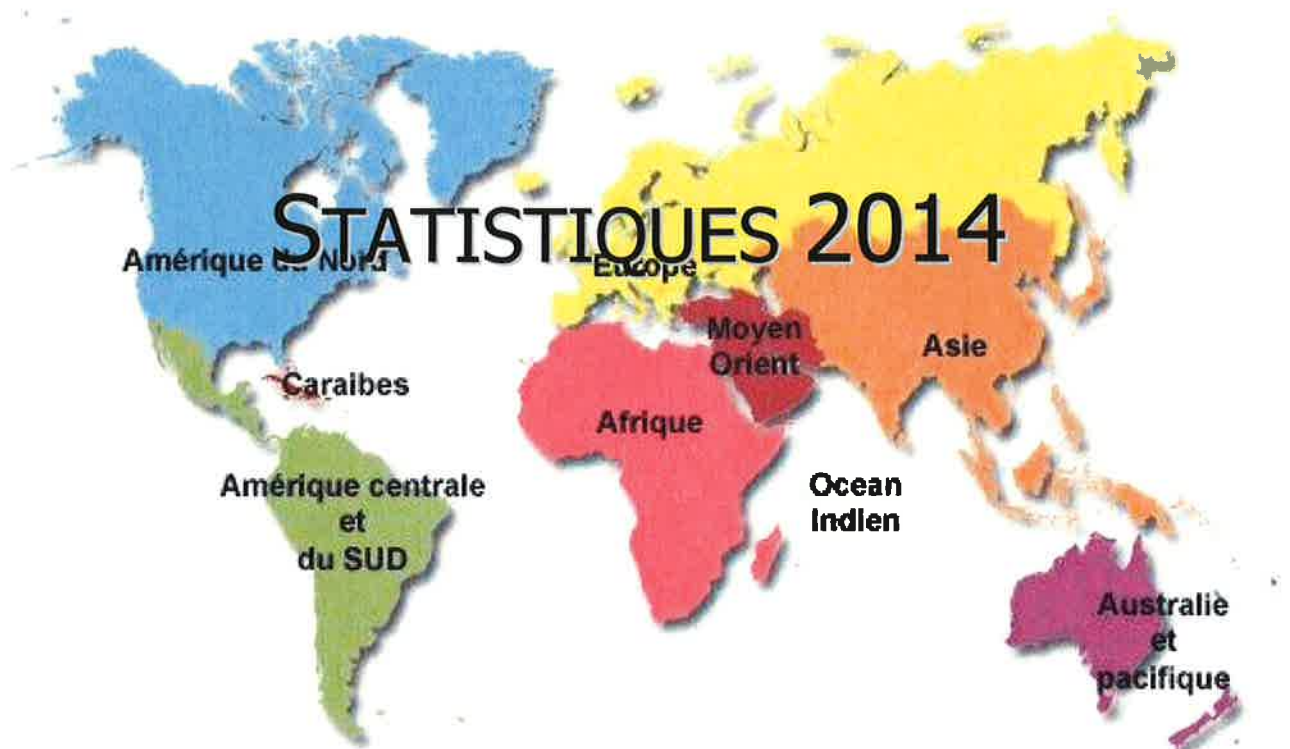 STATISTIQUES 2014
Amérique du Nord
Europe
Moyen
Orient
Asie
Caraibes
Afrique
Amérique centrale
et
du SUD
Ocean
Indien
Australie
et
pacifique